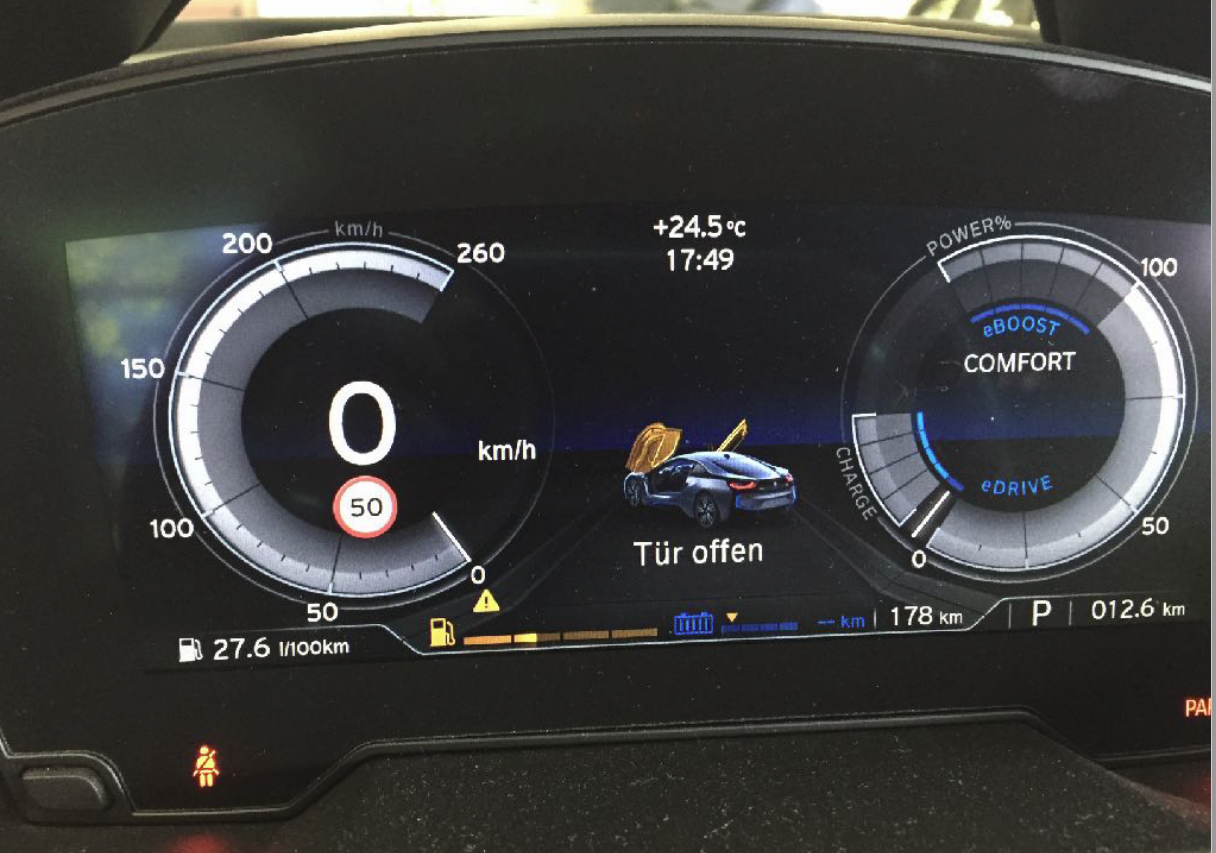 +24.5°C
17:49
km/h
200
260
150
100
50
0
0
km/h
50
POWER%
100
eBOOST
COMFORT
CHARGE
eDRIVE
50
0
Tür offen
27.6 l/100km
-- km
178 km
P
012.6 km